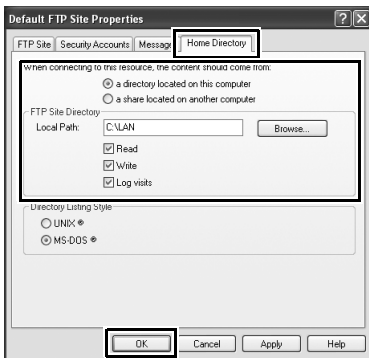 Default FTP Site Properties
FTP Site Security Accounts Messages Home Directory
When connecting to this resource, the content should come from:
a directory located on this computer
a share located on another computer
FTP Site Directory
Local Path: C:\LAN Browse...
Read
Write
Log visits
Directory Listing Style
UNIX ®
MS-DOS ®
OK Cancel Apply Help